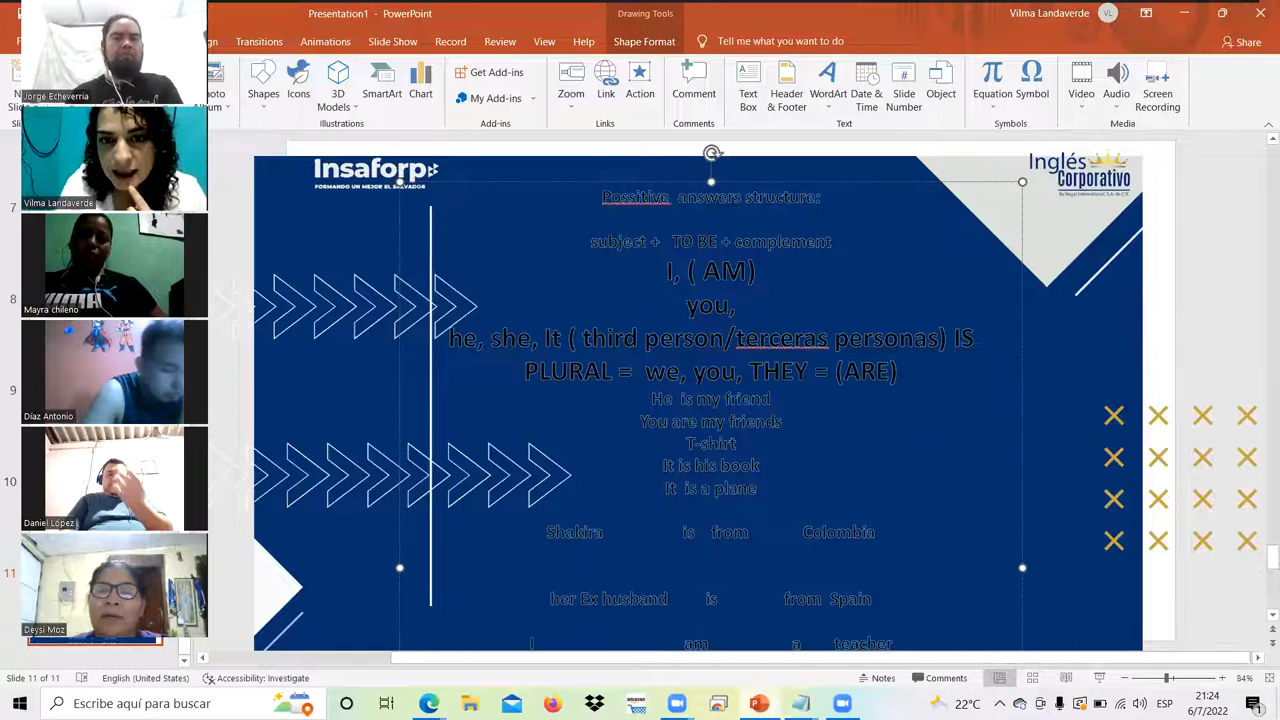 Presentation1 - PowerPoint
Drawing Tools
Vilma Landaverde
VL
Transitions
Animations
Slide Show
Record
Review
View
Help
Shape Format
Tell me what you want to do
Share
Shapes
Icons
3D
Models
SmartArt
Chart
Get Add-ins
My Add-ins
Zoom
Link
Action
Comment
Text
Box
Header
& Footer
WordArt
Date &
Time
Slide
Number
Object
Equation
Symbol
Video
Audio
Screen
Recording
Illustrations
Add-ins
Links
Comments
Text
Symbols
Media
Jorge Echeverria
Vilma Landaverde
Mayra chileno
Díaz Antonio
Daniel López
Deysi Moz
8
9
10
11
Insaforp
FORMANDO UN MEJOR EL SALVADOR
Inglés
Corporativo
Possitive answers structure:
subject + TO BE + complement
I, ( AM)
you,
he, she, It ( third person/terceras personas) IS
PLURAL = we, you, THEY = (ARE)
He is my friend
You are my friends
T-shirt
It is his book
It is a plane
Shakira is from Colombia
her Ex husband is from Spain
I am a teacher
Slide 11 of 11
English (United States)
Accessibility: Investigate
Notes
Comments
84%
Escribe aquí para buscar
amazon
22°C
ESP
21:24
6/7/2022